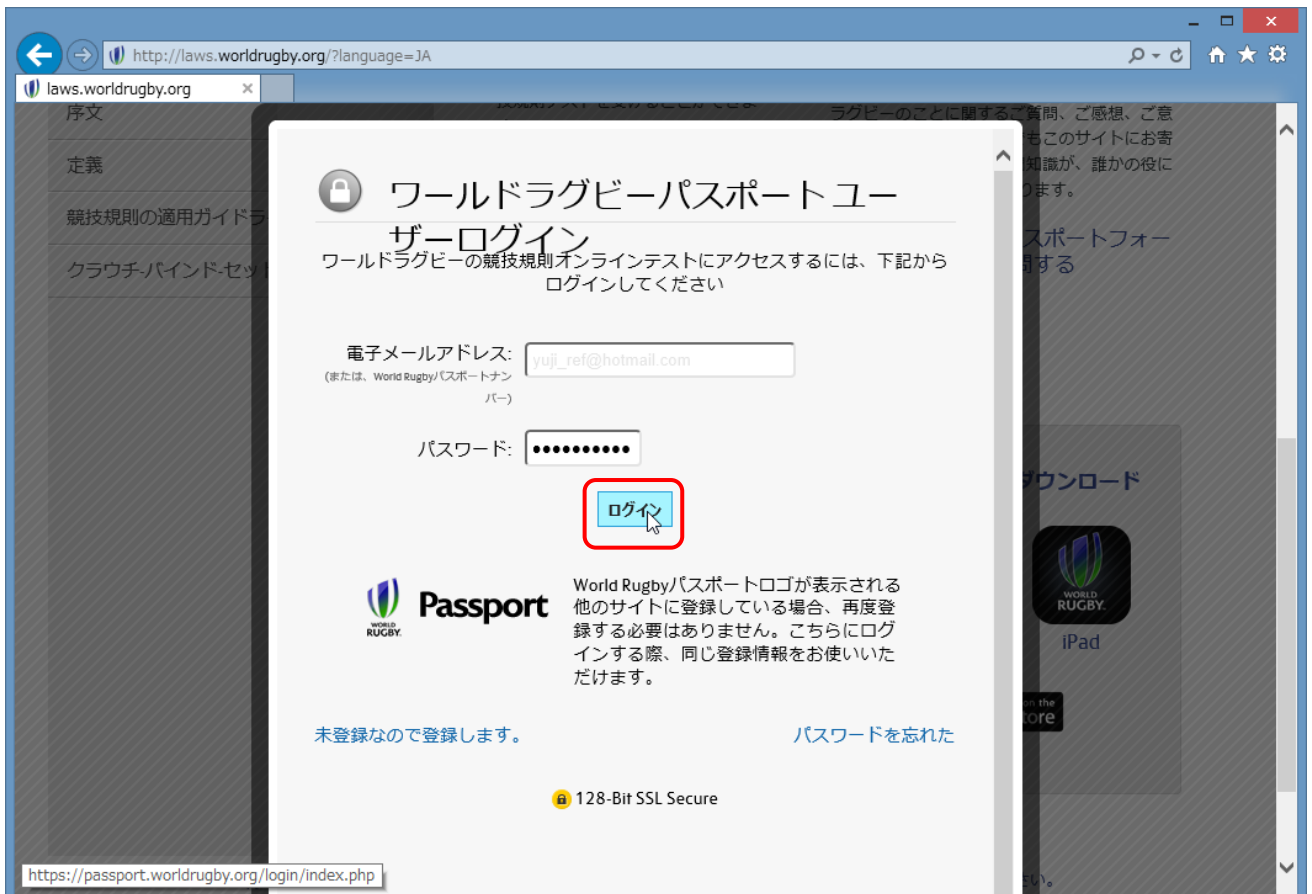 http://laws.worldrugby.org/?language=JA
laws.worldrugby.org
序文
定義
競技規則の適用ガイドラ
クラウチ-バインド-セット
ラグビーのことに関するご質問、ご感想、ご意
もこのサイトにお寄
知識が、誰かの役に
ります。
スポートフォー
問する
ワールドラグビーパスポート ユー
ザーログイン
ワールドラグビーの競技規則オンラインテストにアクセスするには、下記から
ログインしてください
電子メールアドレス:
yuji_ref@hotmail.com
(または、World Rugbyパスポートナン
バー)
パスワード: ••••••••••
ログイン
ダウンロード
WORLD
RUGBY.
iPad
on the
tore
WORLD
RUGBY.
Passport
World Rugbyパスポートロゴが表示される
他のサイトに登録している場合、再度登
録する必要はありません。こちらにログ
インする際、同じ登録情報をお使いいた
だけます。
未登録なので登録します。
パスワードを忘れた
128-Bit SSL Secure
https://passport.worldrugby.org/login/index.php
さい。